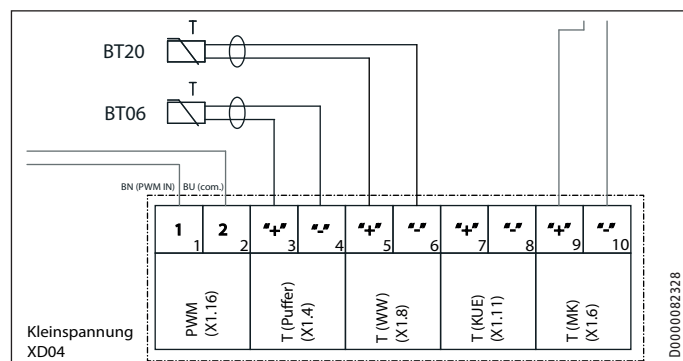 T
BT20
T
BT06
BN (PWM IN) BU (com.)
1 2 "+" "-" "+" "-" "+" "-" "+" "-"
1 2 3 4 5 6 7 8 9 10
PWM
(X1.16)
T (Puffer)
(X1.4)
T (WW)
(X1.8)
T (KUE)
(X1.11)
T (MK)
(X1.6)
Kleinspannung
XD04
D0000082328